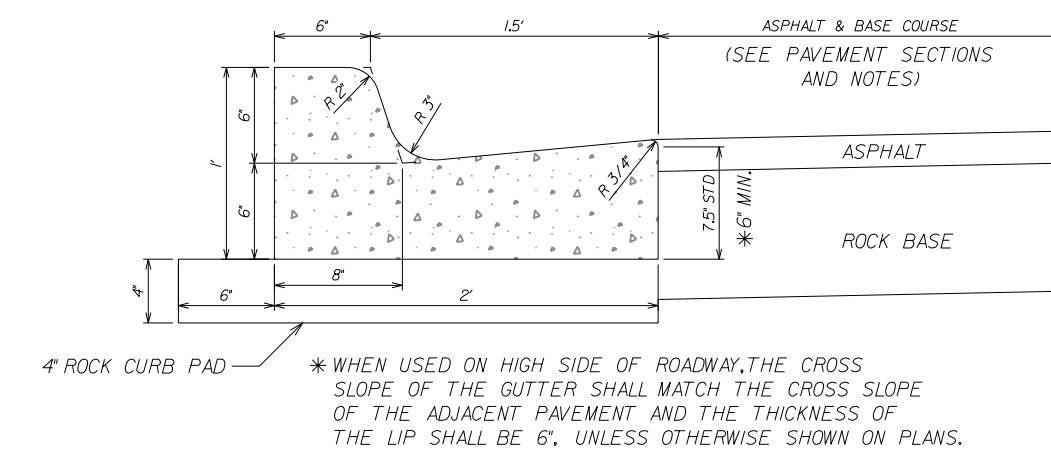 6" 1.5' ASPHALT & BASE COURSE
(SEE PAVEMENT SECTIONS
AND NOTES)
R 2"
R 3"
6"
1'
6"
R 3/4"
ASPHALT
7.5" STD
*6" MIN.
ROCK BASE
8"
4"
6"
2'
4" ROCK CURB PAD
* WHEN USED ON HIGH SIDE OF ROADWAY, THE CROSS
SLOPE OF THE GUTTER SHALL MATCH THE CROSS SLOPE
OF THE ADJACENT PAVEMENT AND THE THICKNESS OF
THE LIP SHALL BE 6", UNLESS OTHERWISE SHOWN ON PLANS.